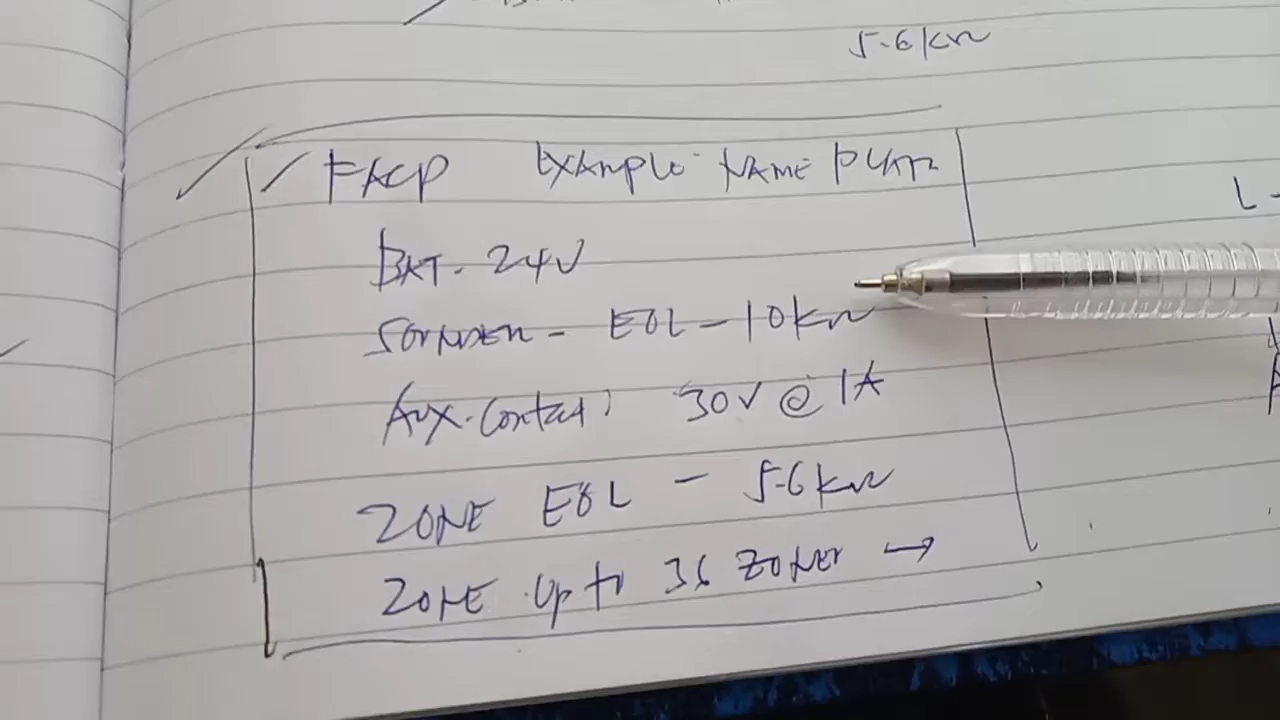 5.6kΩ
FACP EXAMPLE NAME PLATE
BAT. 24V
SOUNDER - EOL - 10kΩ
AUX. Contact 30V @ 1A
ZONE EOL - 5.6kΩ
ZONE up to 36 ZONES →
L -